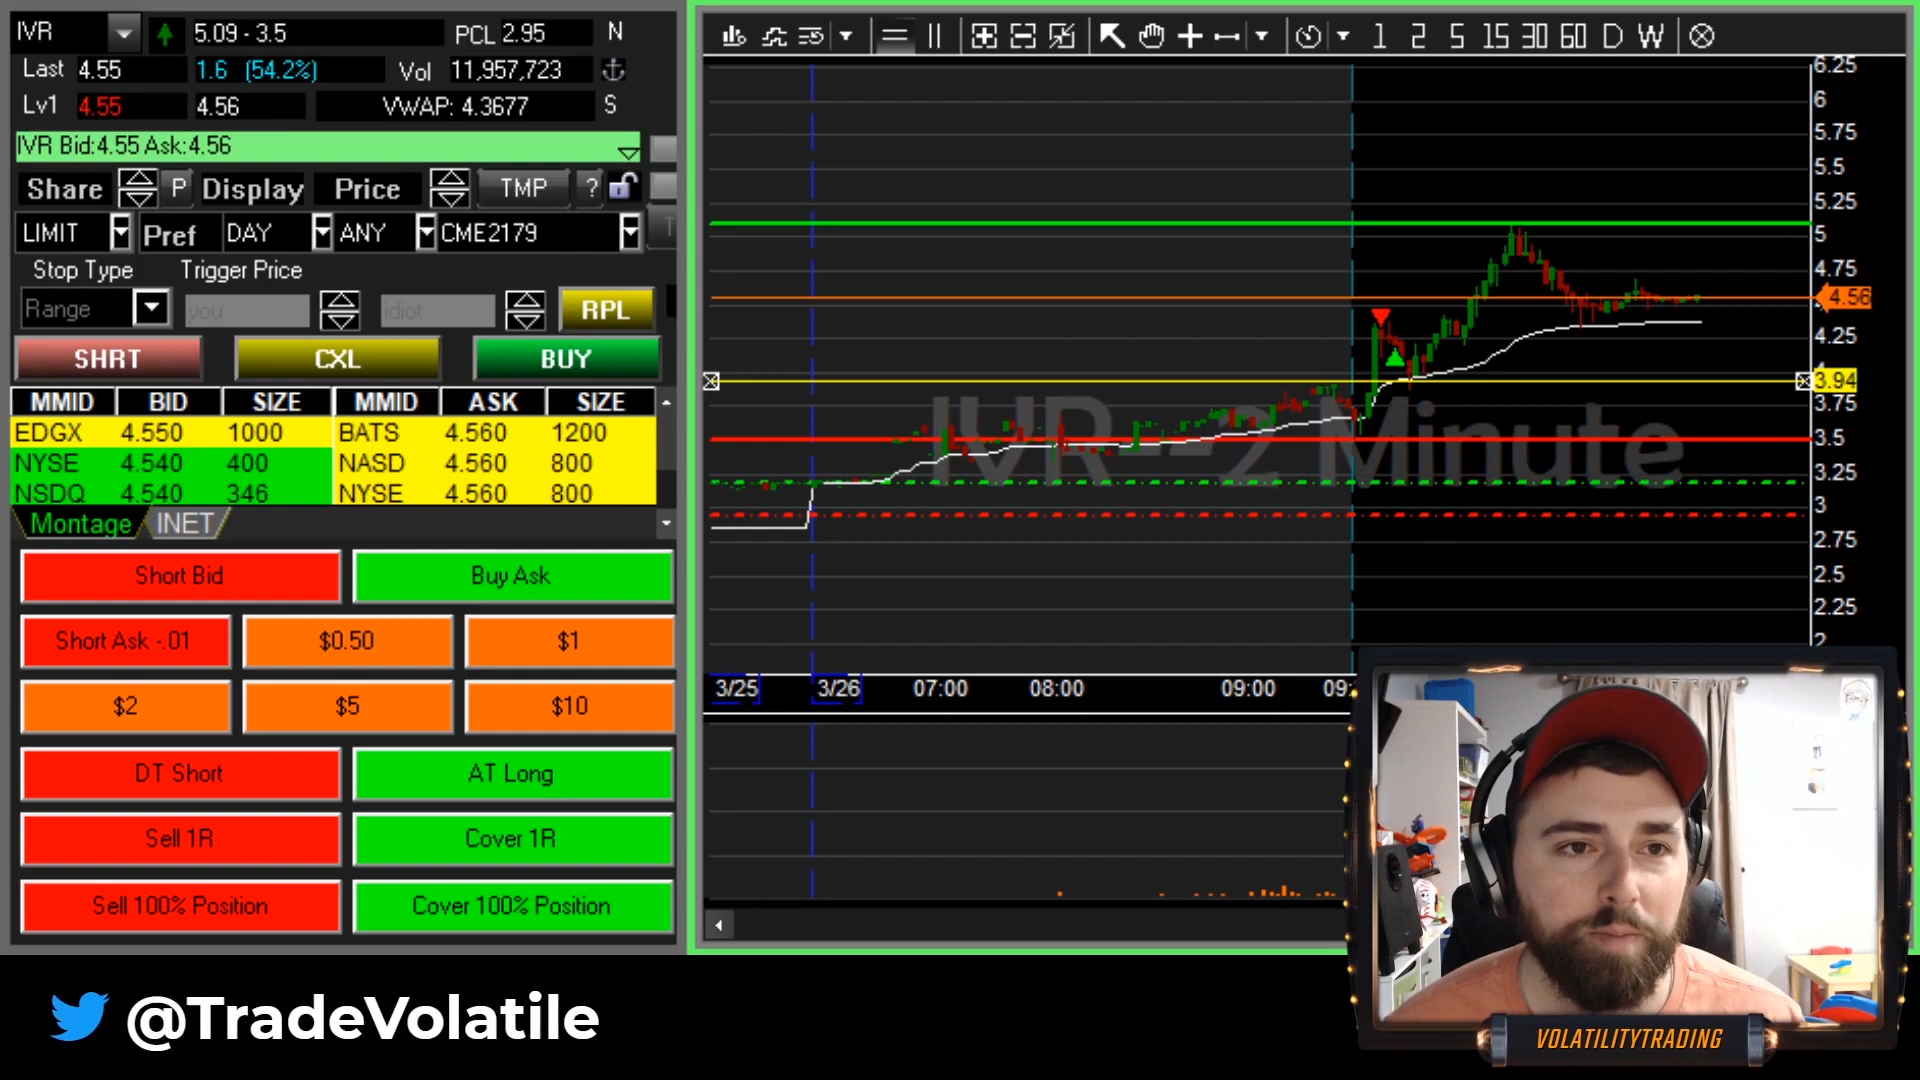 IVR 5.09 - 3.5 PCL 2.95 N
Last 4.55 1.6 (54.2%) Vol 11,957,723
Lv1 4.55 4.56 VWAP: 4.3677 S
IVR Bid:4.55 Ask:4.56
Share P Display Price TMP ?
LIMIT Pref DAY ANY CME2179
Stop Type Trigger Price
Range you idiot RPL
SHRT CXL BUY
MMID BID SIZE MMID ASK SIZE
EDGX 4.550 1000 BATS 4.560 1200
NYSE 4.540 400 NASD 4.560 800
NSDQ 4.540 346 NYSE 4.560 800
Montage INET
Short Bid Buy Ask
Short Ask -.01 $0.50 $1
$2 $5 $10
DT Short AT Long
Sell 1R Cover 1R
Sell 100% Position Cover 100% Position
1 2 5 15 30 60 D W
6.25
6
5.75
5.5
5.25
5
4.75
4.56
4.25
3.94
3.75
3.5
3.25
3
2.75
2.5
2.25
2
IVR--2 Minute
3/25 3/26 07:00 08:00 09:00 09:
@TradeVolatile
VOLATILITYTRADING